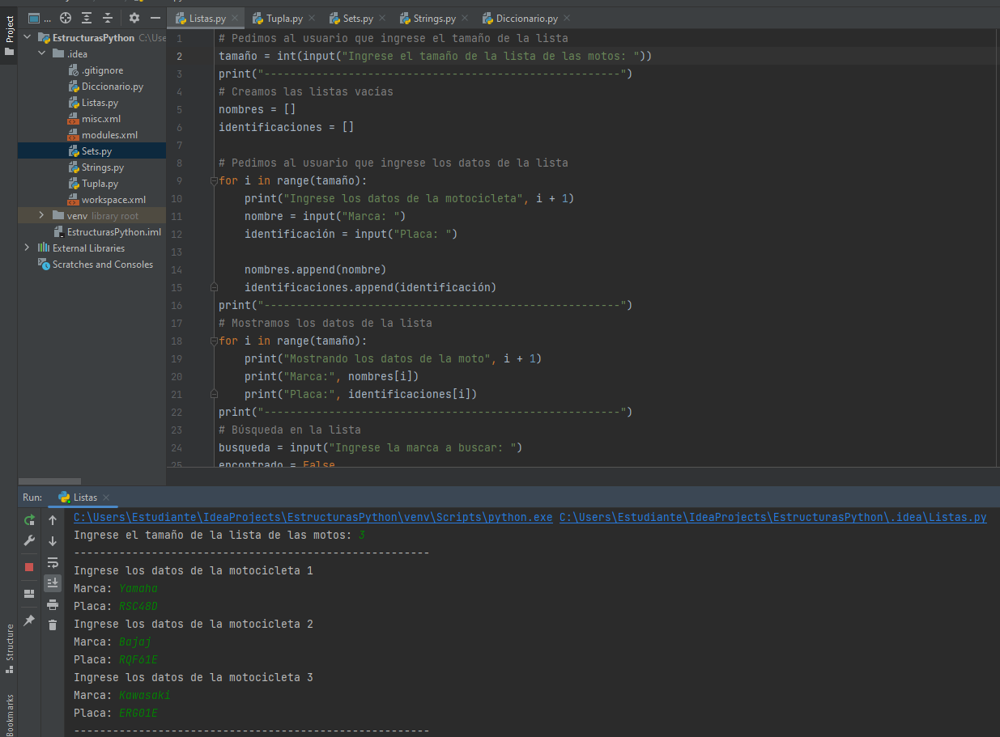 Project
...
Listas.py
Tupla.py
Sets.py
Strings.py
Diccionario.py
EstructurasPython C:\Use
.idea
.gitignore
Diccionario.py
Listas.py
misc.xml
modules.xml
Sets.py
Strings.py
Tupla.py
workspace.xml
venv library root
EstructurasPython.iml
External Libraries
Scratches and Consoles
1 # Pedimos al usuario que ingrese el tamaño de la lista
2 tamaño = int(input("Ingrese el tamaño de la lista de las motos: "))
3 print("-------------------------------------------------------")
4 # Creamos las listas vacías
5 nombres = []
6 identificaciones = []
7
8 # Pedimos al usuario que ingrese los datos de la lista
9 for i in range(tamaño):
10     print("Ingrese los datos de la motocicleta", i + 1)
11     nombre = input("Marca: ")
12     identificación = input("Placa: ")
13
14     nombres.append(nombre)
15     identificaciones.append(identificación)
16 print("-------------------------------------------------------")
17 # Mostramos los datos de la lista
18 for i in range(tamaño):
19     print("Mostrando los datos de la moto", i + 1)
20     print("Marca:", nombres[i])
21     print("Placa:", identificaciones[i])
22 print("-------------------------------------------------------")
23 # Búsqueda en la lista
24 busqueda = input("Ingrese la marca a buscar: ")
25 encontrado = False
Run: Listas
C:\Users\Estudiante\IdeaProjects\EstructurasPython\venv\Scripts\python.exe C:\Users\Estudiante\IdeaProjects\EstructurasPython\.idea\Listas.py
Ingrese el tamaño de la lista de las motos: 3
-------------------------------------------------------
Ingrese los datos de la motocicleta 1
Marca: Yamaha
Placa: RSC48D
Ingrese los datos de la motocicleta 2
Marca: Bajaj
Placa: RQF61E
Ingrese los datos de la motocicleta 3
Marca: Kawasaki
Placa: ERG01E
-------------------------------------------------------
Structure
Bookmarks